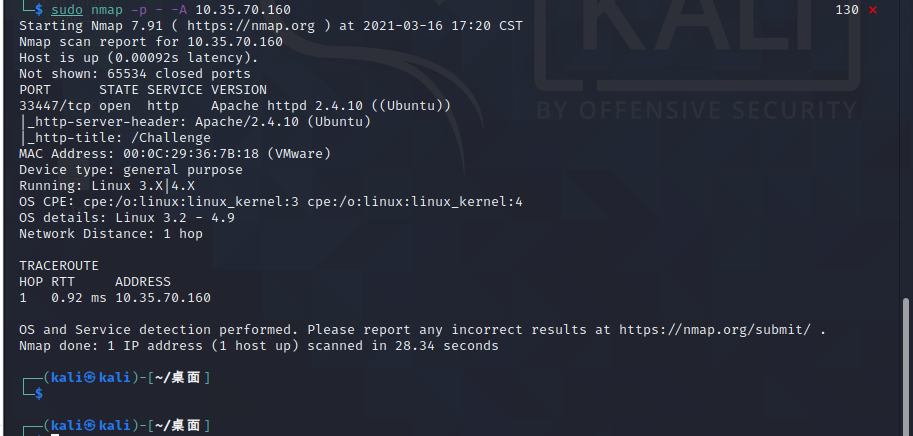 └─$ sudo nmap -p - -A 10.35.70.160 130 ⨯
Starting Nmap 7.91 ( https://nmap.org ) at 2021-03-16 17:20 CST
Nmap scan report for 10.35.70.160
Host is up (0.00092s latency).
Not shown: 65534 closed ports
PORT      STATE SERVICE VERSION
33447/tcp open  http    Apache httpd 2.4.10 ((Ubuntu))
|_http-server-header: Apache/2.4.10 (Ubuntu)
|_http-title: /Challenge
MAC Address: 00:0C:29:36:7B:18 (VMware)
Device type: general purpose
Running: Linux 3.X|4.X
OS CPE: cpe:/o:linux:linux_kernel:3 cpe:/o:linux:linux_kernel:4
OS details: Linux 3.2 - 4.9
Network Distance: 1 hop
TRACEROUTE
HOP RTT     ADDRESS
1   0.92 ms 10.35.70.160
OS and Service detection performed. Please report any incorrect results at https://nmap.org/submit/ .
Nmap done: 1 IP address (1 host up) scanned in 28.34 seconds
┌──(kali㉿kali)-[~/桌面]
└─$
┌──(kali㉿kali)-[~/桌面]
KALI
BY OFFENSIVE SECURITY